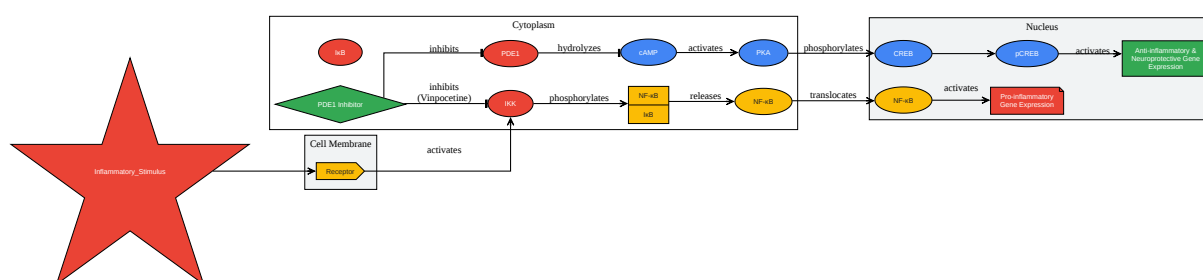 Cytoplasm
Nucleus
IκB
inhibits
PDE1
hydrolyzes
cAMP
activates
PKA
phosphorylates
CREB
pCREB
activates
Anti-inflammatory &
Neuroprotective Gene
Expression
PDE1 Inhibitor
inhibits
(Vinpocetine)
IKK
phosphorylates
NF-κB
IκB
releases
NF-κB
translocates
NF-κB
activates
Pro-inflammatory
Gene Expression
Cell Membrane
activates
Inflammatory_Stimulus
Receptor